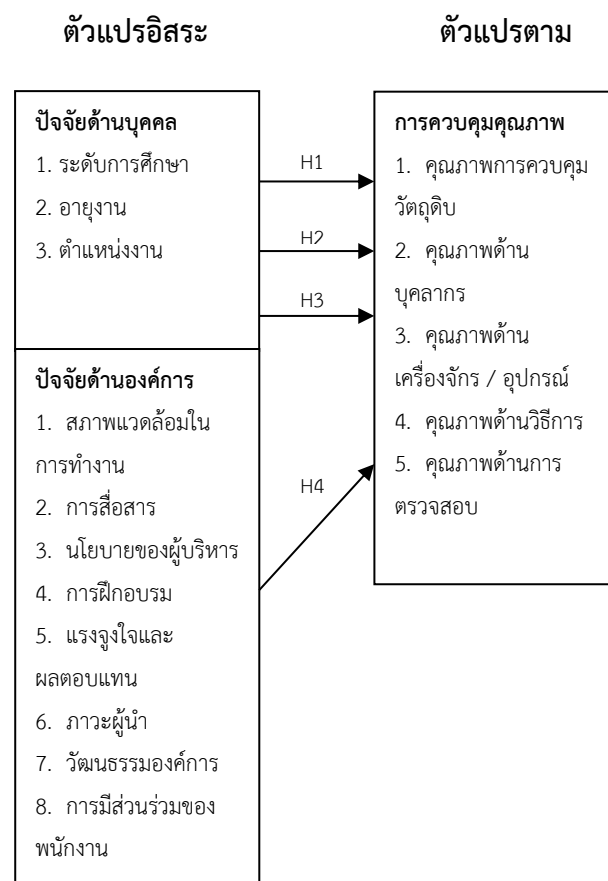 ตัวแปรอิสระ
ตัวแปรตาม
ปัจจัยด้านบุคคล
1. ระดับการศึกษา
2. อายุงาน
3. ตำแหน่งงาน
ปัจจัยด้านองค์การ
1. สภาพแวดล้อมใน
การทำงาน
2. การสื่อสาร
3. นโยบายของผู้บริหาร
4. การฝึกอบรม
5. แรงจูงใจและ
ผลตอบแทน
6. ภาวะผู้นำ
7. วัฒนธรรมองค์การ
8. การมีส่วนร่วมของ
พนักงาน
H1
H2
H3
H4
การควบคุมคุณภาพ
1. คุณภาพการควบคุม
วัตถุดิบ
2. คุณภาพด้าน
บุคลากร
3. คุณภาพด้าน
เครื่องจักร / อุปกรณ์
4. คุณภาพด้านวิธีการ
5. คุณภาพด้านการ
ตรวจสอบ